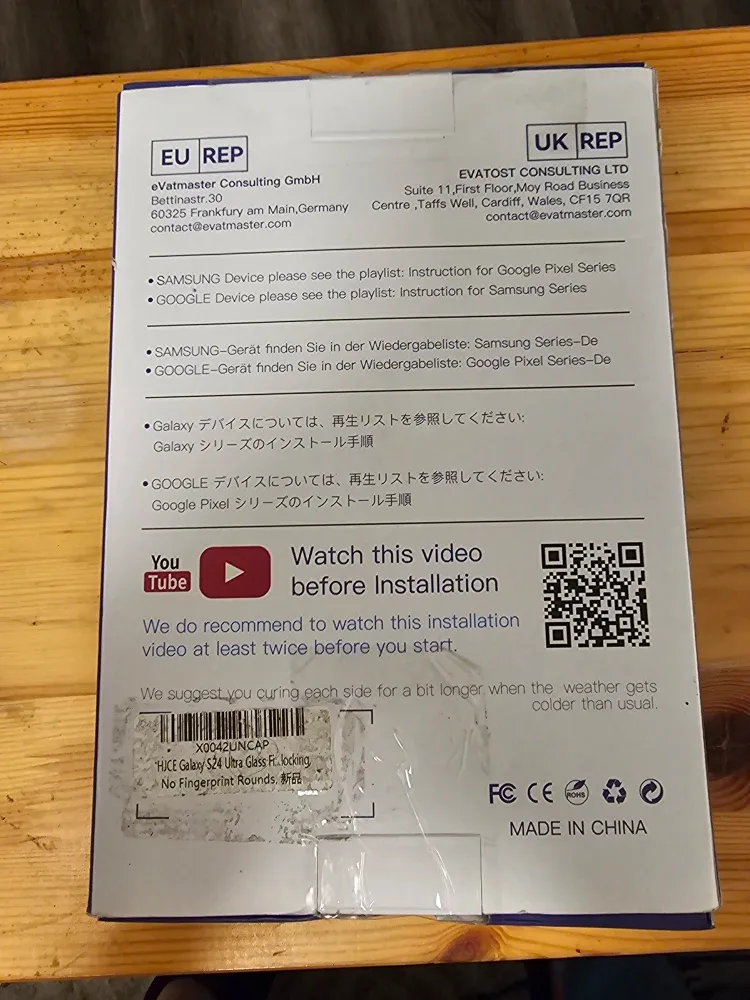 EU REP
eVatmaster Consulting GmbH
Bettinastr.30
60325 Frankfury am Main,Germany
contact@evatmaster.com
UK REP
EVATOST CONSULTING LTD
Suite 11,First Floor,Moy Road Business
Centre ,Taffs Well, Cardiff, Wales, CF15 7QR
contact@evatmaster.com
• SAMSUNG Device please see the playlist: Instruction for Google Pixel Series
• GOOGLE Device please see the playlist: Instruction for Samsung Series
• SAMSUNG-Gerät finden Sie in der Wiedergabeliste: Samsung Series-De
• GOOGLE-Gerät finden Sie in der Wiedergabeliste: Google Pixel Series-De
• Galaxy デバイスについては、再生リストを参照してください:
Galaxy シリーズのインストール手順
• GOOGLE デバイスについては、再生リストを参照してください:
Google Pixel シリーズのインストール手順
You
Tube
Watch this video
before Installation
We do recommend to watch this installation
video at least twice before you start.
We suggest you curing each side for a bit longer when the weather gets
colder than usual.
X0042UNCAP
HJCE Galaxy S24 Ultra Glass Fi...locking,
No Fingerprint Rounds, 新品
FC CE RoHS
MADE IN CHINA